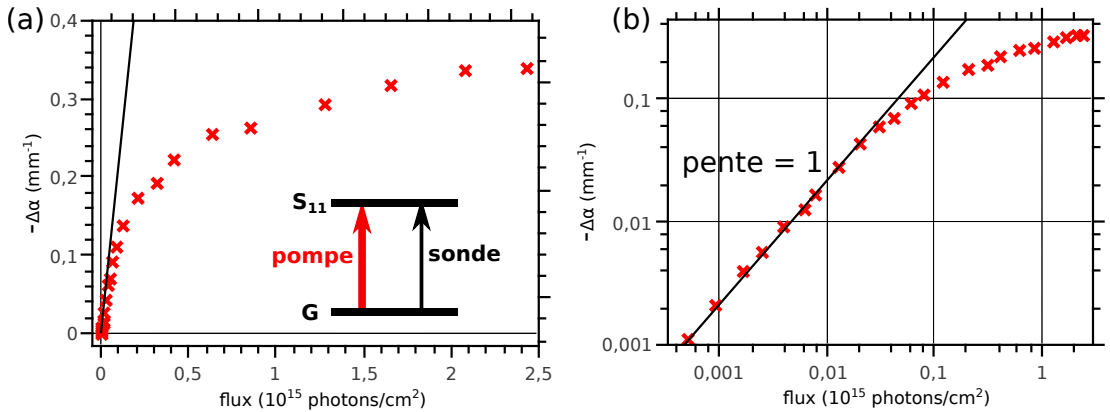 (a)
0,4
0,3
0,2
0,1
0
-Δα (mm⁻¹)
S₁₁
pompe
sonde
G
0
0,5
1
1,5
2
2,5
flux (10¹⁵ photons/cm²)
(b)
0,1
0,01
0,001
-Δα (mm⁻¹)
pente = 1
0,001
0,01
0,1
1
flux (10¹⁵ photons/cm²)